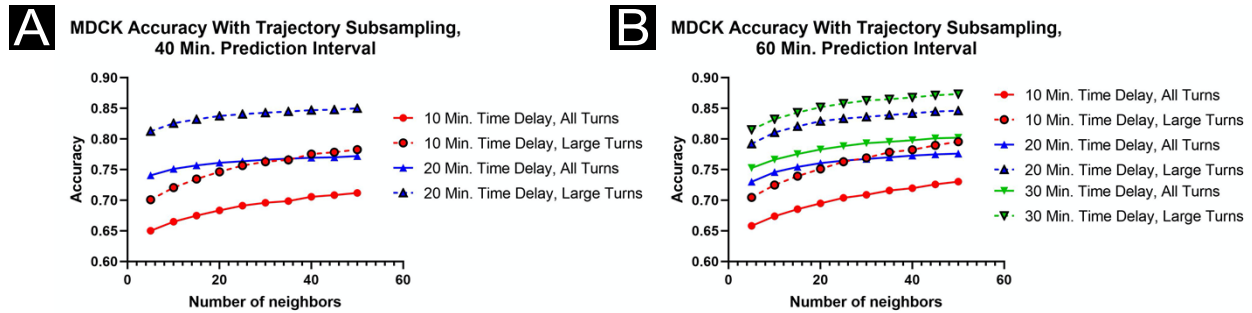 A
MDCK Accuracy With Trajectory Subsampling,
40 Min. Prediction Interval
Accuracy
0.90
0.85
0.80
0.75
0.70
0.65
0.60
0
20
40
60
Number of neighbors
10 Min. Time Delay, All Turns
10 Min. Time Delay, Large Turns
20 Min. Time Delay, All Turns
20 Min. Time Delay, Large Turns
B
MDCK Accuracy With Trajectory Subsampling,
60 Min. Prediction Interval
Accuracy
0.90
0.85
0.80
0.75
0.70
0.65
0.60
0
20
40
60
Number of neighbors
10 Min. Time Delay, All Turns
10 Min. Time Delay, Large Turns
20 Min. Time Delay, All Turns
20 Min. Time Delay, Large Turns
30 Min. Time Delay, All Turns
30 Min. Time Delay, Large Turns